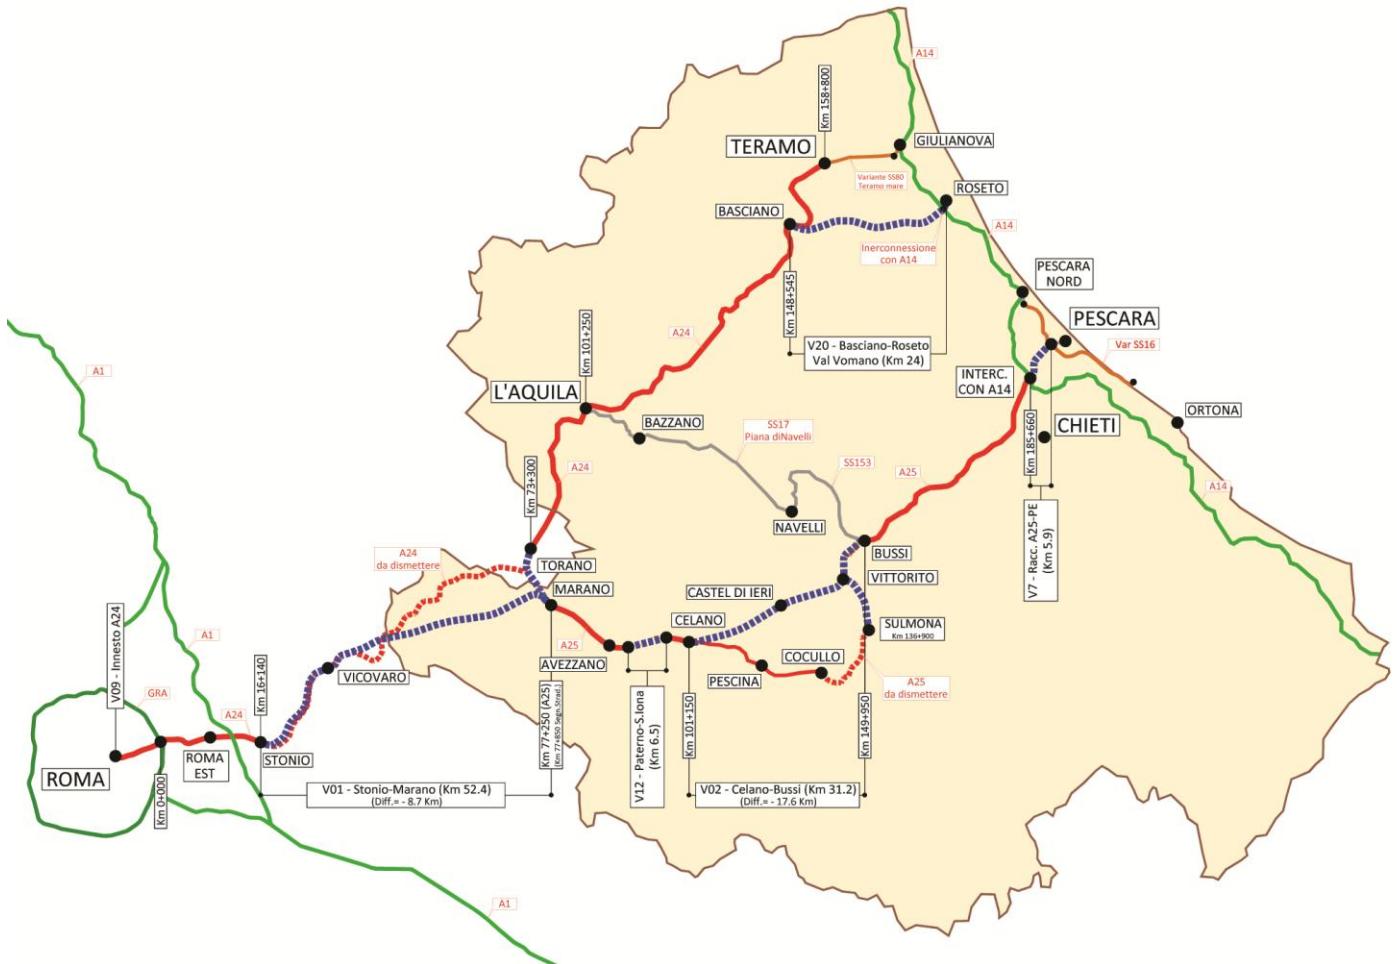 A14
Km 158+800
TERAMO
GIULIANOVA
Variante SS80
Teramo mare
ROSETO
BASCIANO
A14
Inerconnessione
con A14
PESCARA
NORD
Km 148+545
PESCARA
A24
Km 101+250
V20 - Basciano-Roseto
Val Vomano (Km 24)
Var SS16
A1
INTERC.
CON A14
L'AQUILA
ORTONA
BAZZANO
SS17
Piana diNavelli
CHIETI
Km 185+660
SS153
A24
A25
Km 73+300
A14
NAVELLI
A24
da dismettere
BUSSI
TORANO
VITTORITO
V7 - Racc. A25-PE
(Km 5.9)
MARANO
CASTEL DI IERI
CELANO
SULMONA
Km 136+900
V09 - Innesto A24
A1
A25
AVEZZANO
COCULLO
VICOVARO
PESCINA
A25
da dismettere
GRA
Km 16+140
A24
Km 77+250 (A25)
(Km 77+850 Segn.Strad.)
V12 - Paterno-S.Iona
(Km 6.5)
Km 101+150
Km 149+950
ROMA
ROMA
EST
STONIO
Km 0+000
V01 - Stonio-Marano (Km 52.4)
(Diff.= - 8.7 Km)
V02 - Celano-Bussi (Km 31.2)
(Diff.= - 17.6 Km)
A1